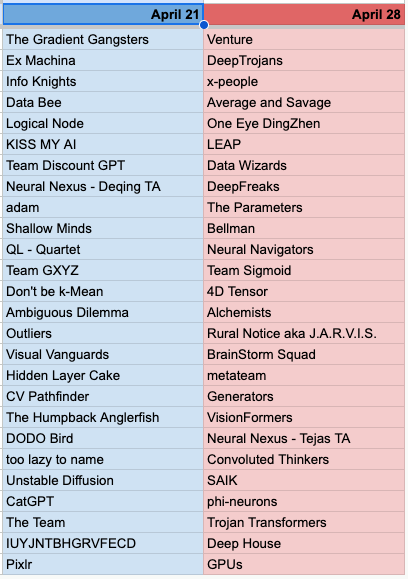 April 21 April 28
The Gradient Gangsters Venture
Ex Machina DeepTrojans
Info Knights x-people
Data Bee Average and Savage
Logical Node One Eye DingZhen
KISS MY AI LEAP
Team Discount GPT Data Wizards
Neural Nexus - Deqing TA DeepFreaks
adam The Parameters
Shallow Minds Bellman
QL - Quartet Neural Navigators
Team GXYZ Team Sigmoid
Don't be k-Mean 4D Tensor
Ambiguous Dilemma Alchemists
Outliers Rural Notice aka J.A.R.V.I.S.
Visual Vanguards BrainStorm Squad
Hidden Layer Cake metateam
CV Pathfinder Generators
The Humpback Anglerfish VisionFormers
DODO Bird Neural Nexus - Tejas TA
too lazy to name Convoluted Thinkers
Unstable Diffusion SAIK
CatGPT phi-neurons
The Team Trojan Transformers
IUYJNTBHGRVFECD Deep House
Pixlr GPUs